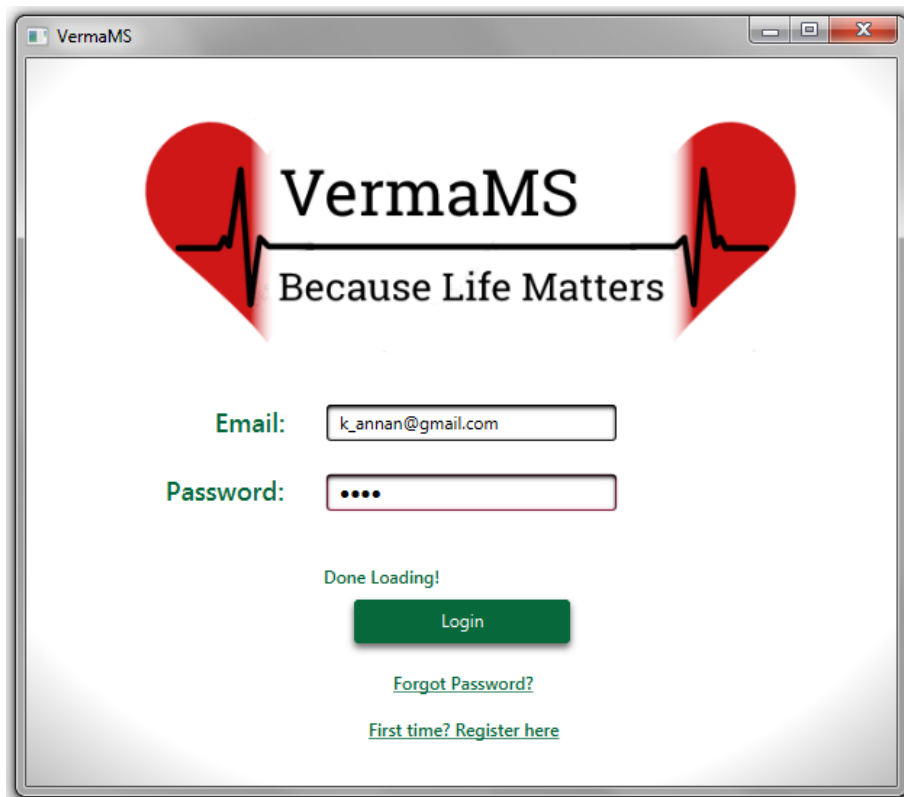 VermaMS
VermaMS
Because Life Matters
Email:
k_annan@gmail.com
Password:
••••
Done Loading!
Login
Forgot Password?
First time? Register here